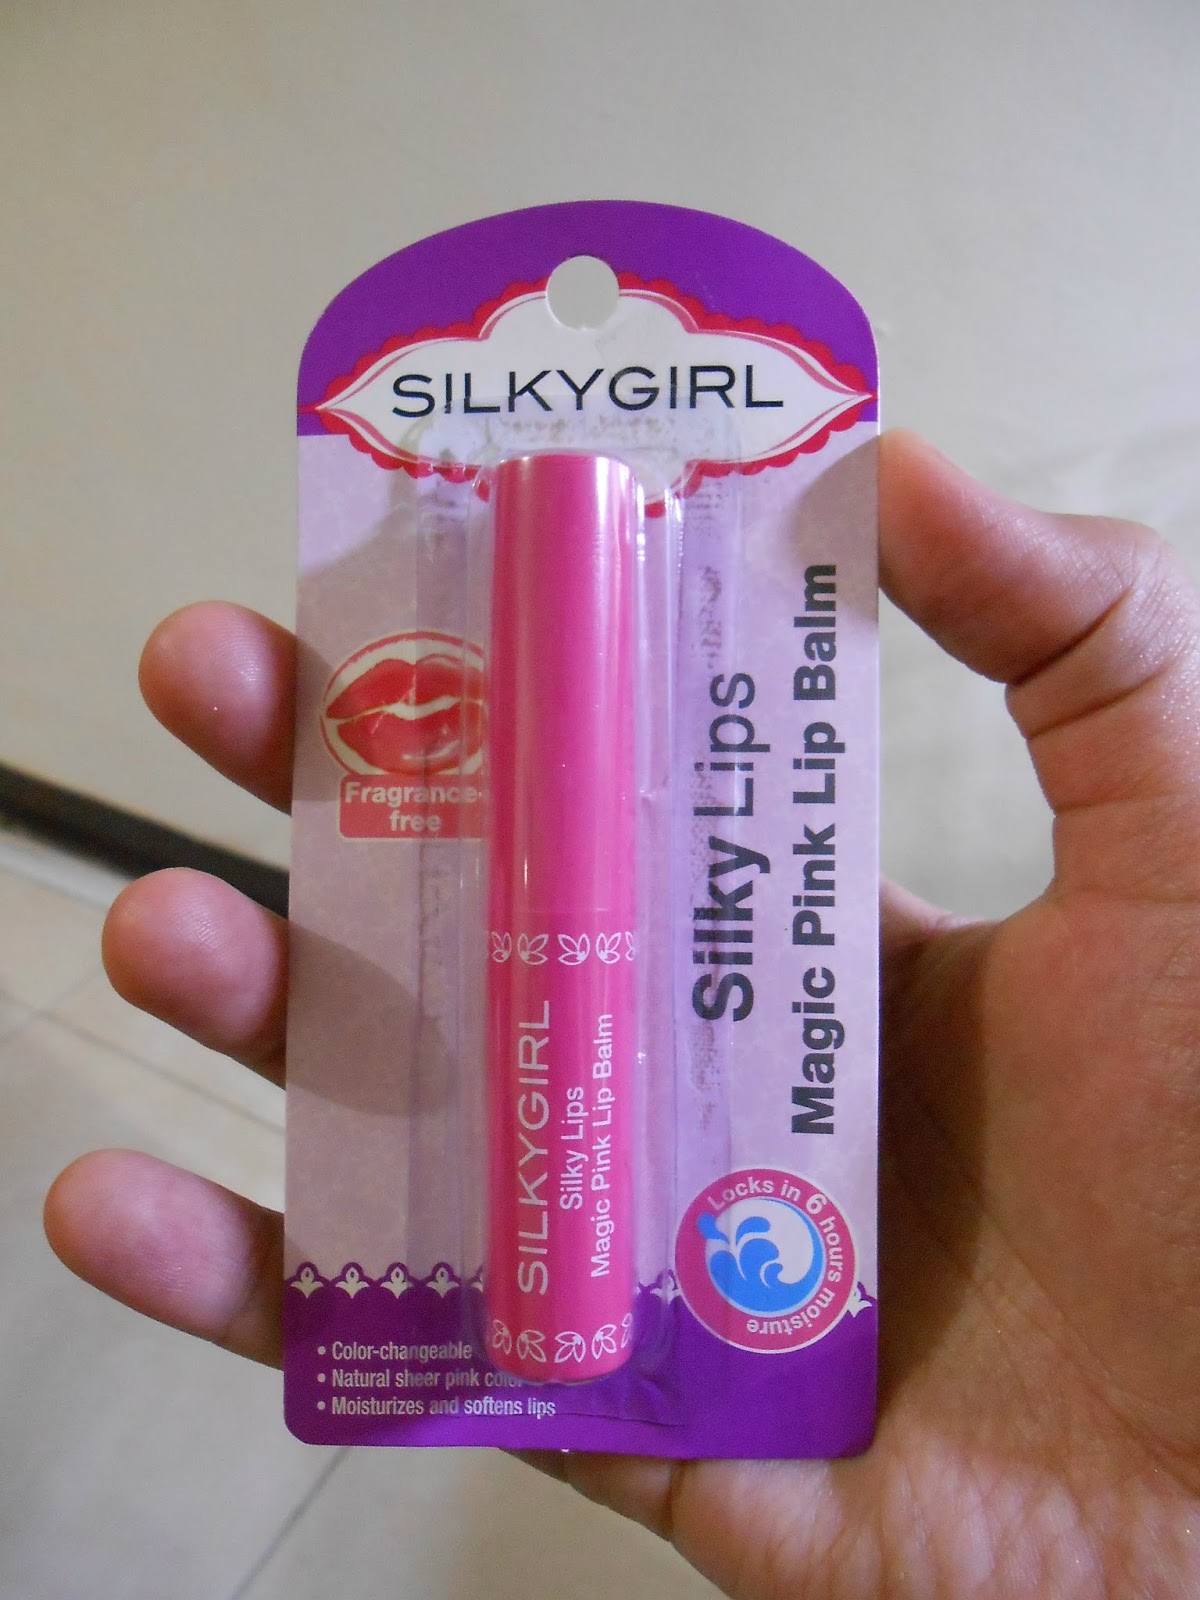 SILKYGIRL
Fragrance-
free
Silky Lips
Magic Pink Lip Balm
SILKYGIRL
Silky Lips
Magic Pink Lip Balm
Locks in 6 hours moisture
• Color-changeable
• Natural sheer pink color
• Moisturizes and softens lips